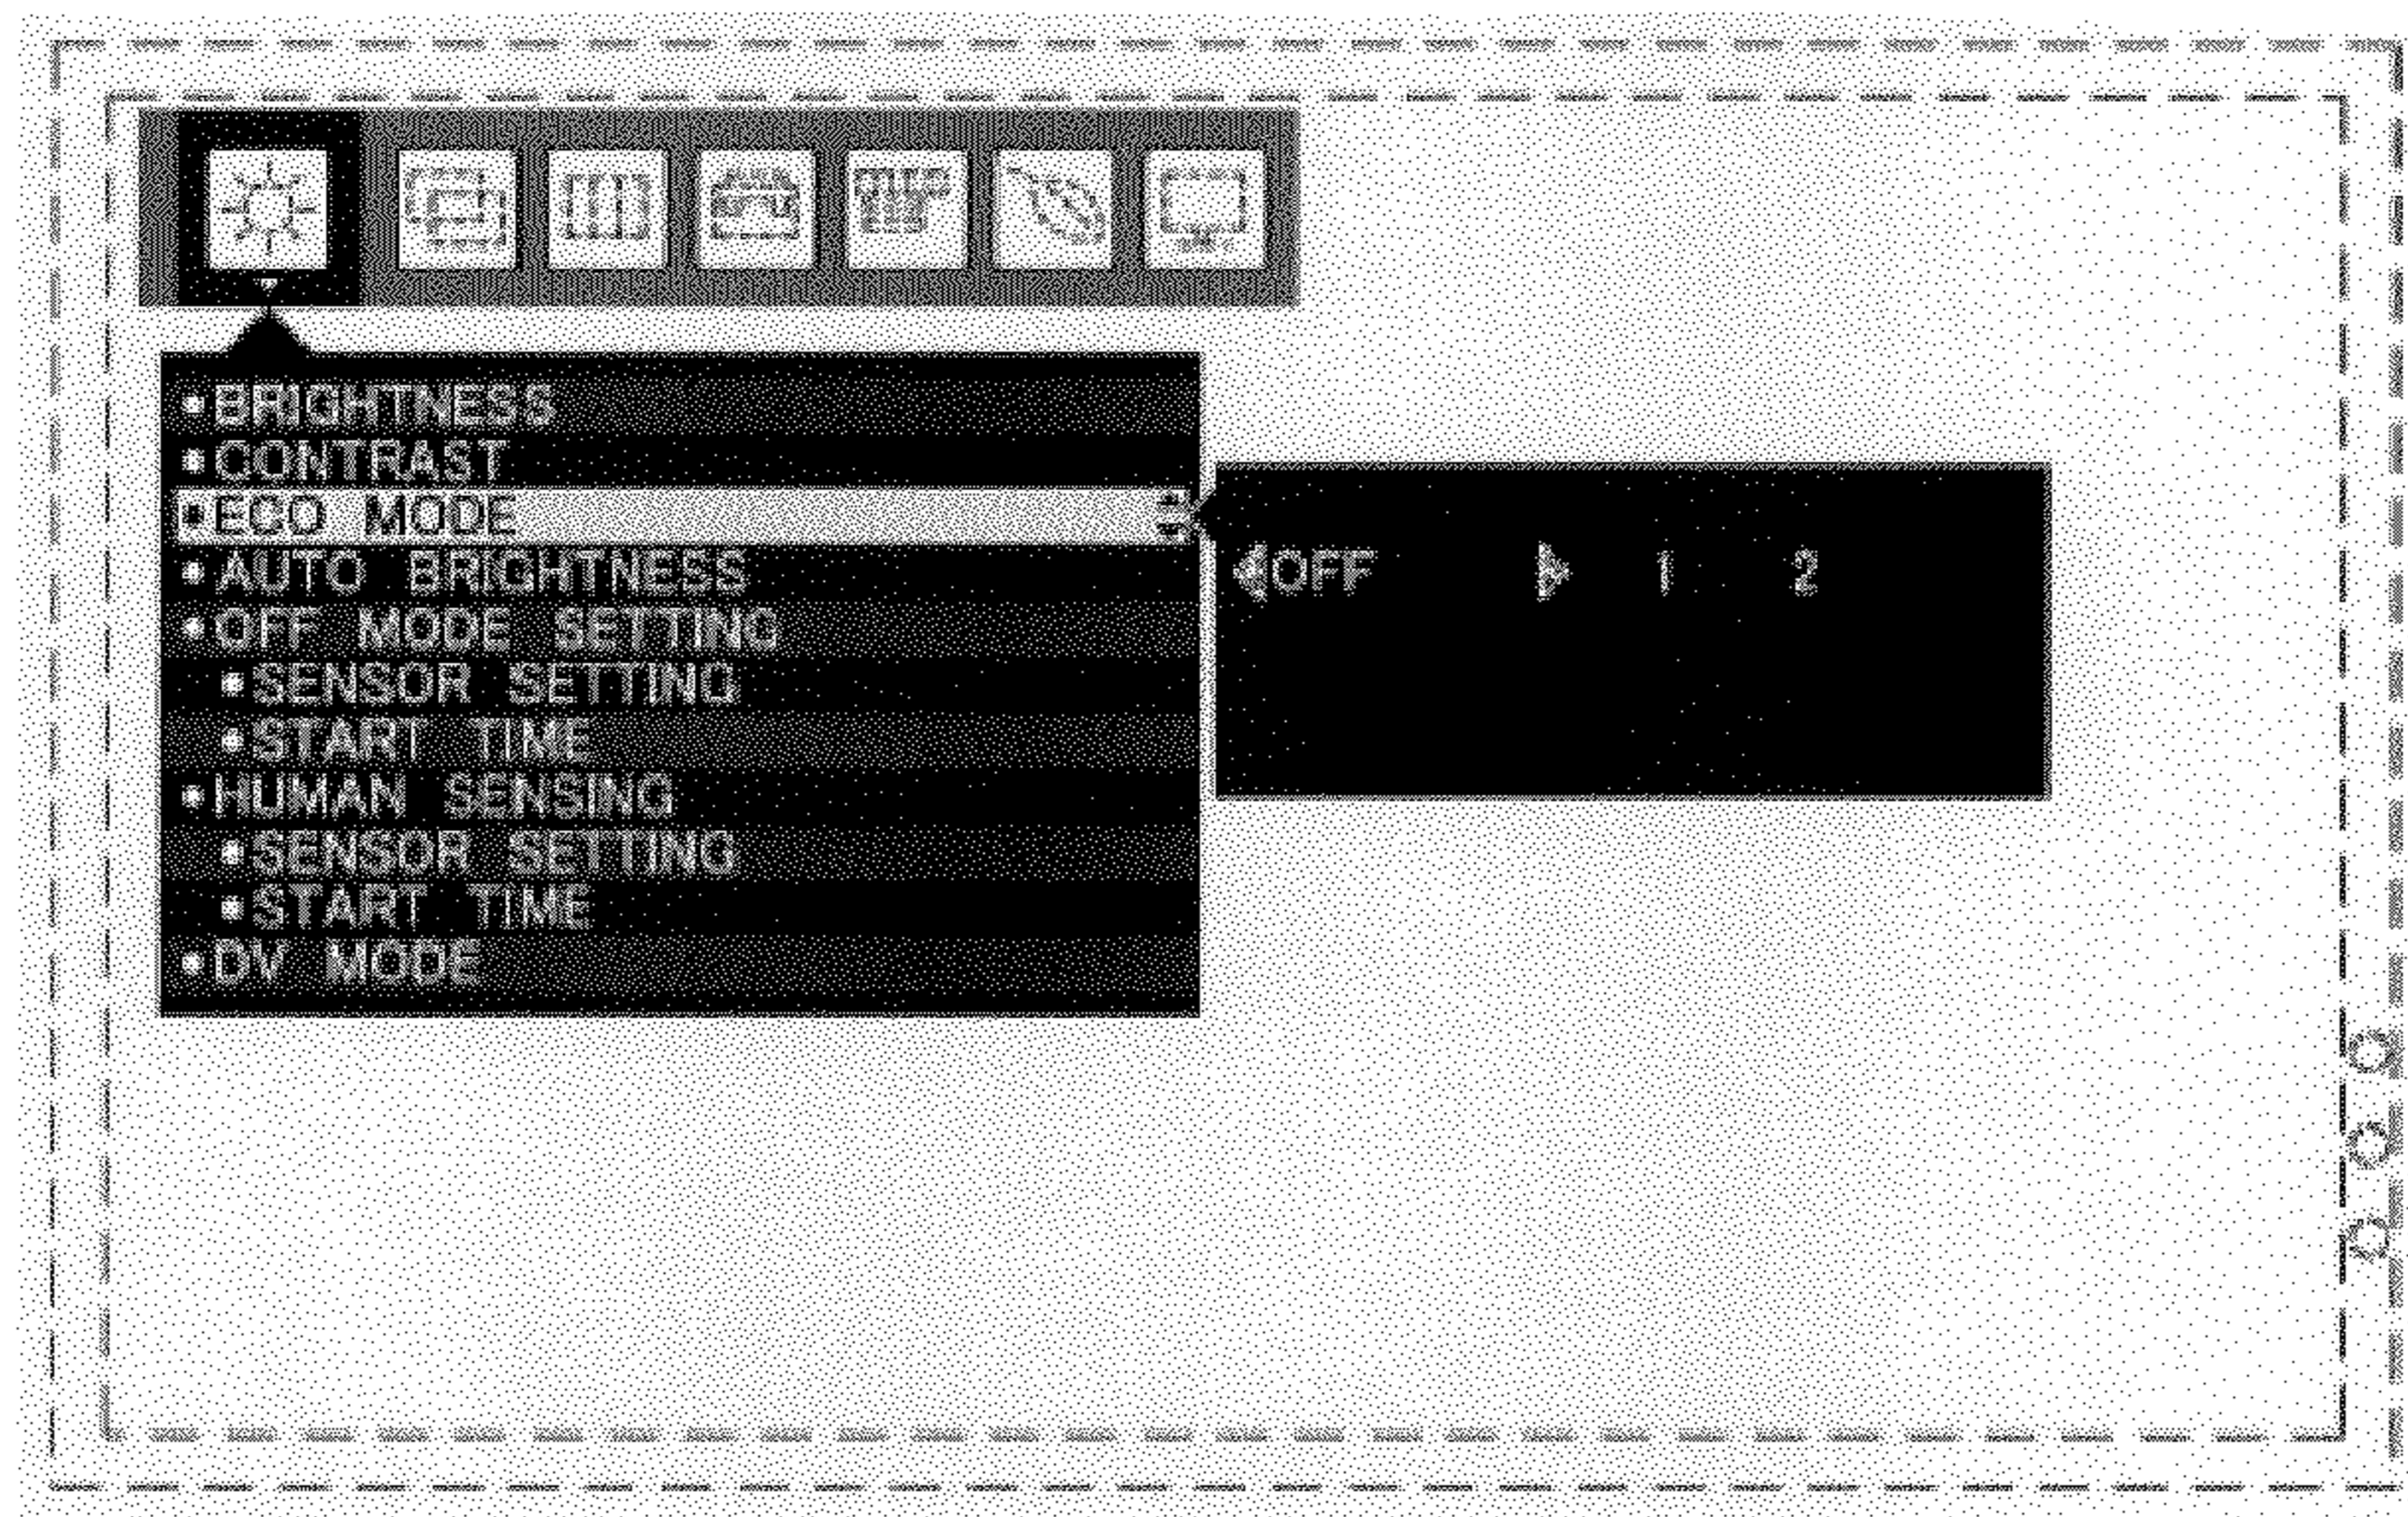 BRIGHTNESS
CONTRAST
ECO MODE
AUTO BRIGHTNESS
OFF 1 2
OFF MODE SETTING
SENSOR SETTING
START TIME
HUMAN SENSING
SENSOR SETTING
START TIME
DV MODE